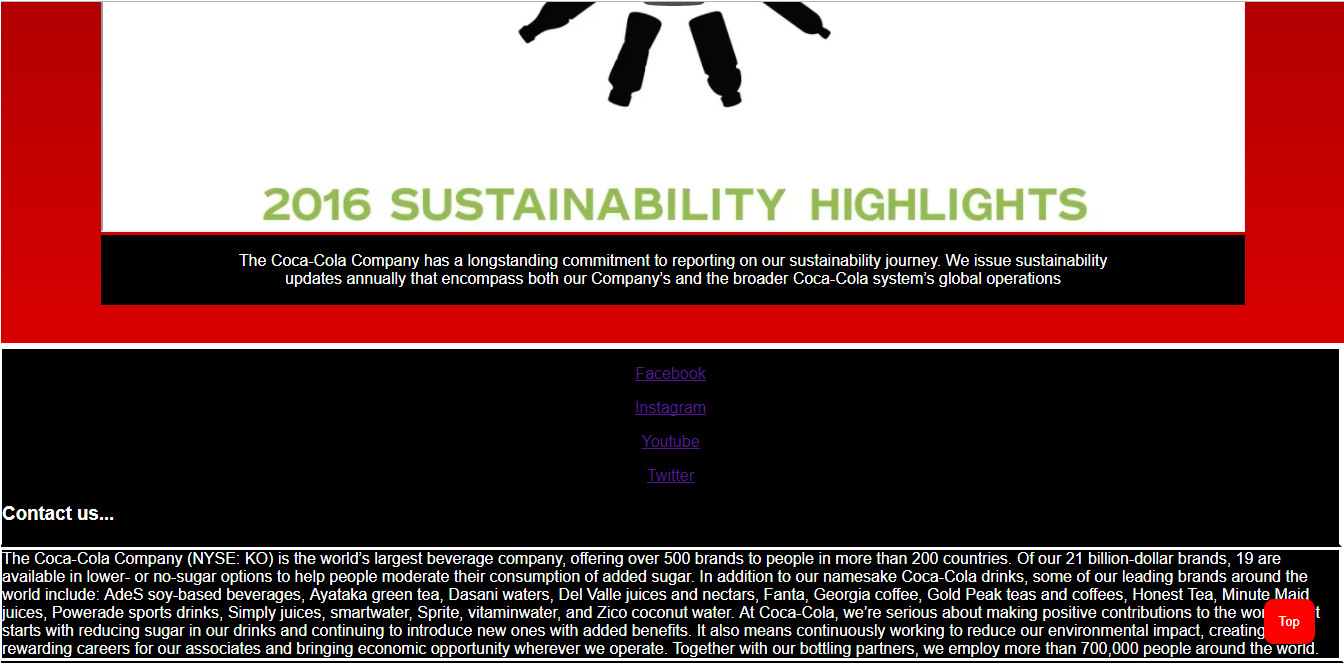 2016 SUSTAINABILITY HIGHLIGHTS
The Coca-Cola Company has a longstanding commitment to reporting on our sustainability journey. We issue sustainability
updates annually that encompass both our Company’s and the broader Coca-Cola system’s global operations
Facebook
Instagram
Youtube
Twitter
Contact us...
The Coca-Cola Company (NYSE: KO) is the world’s largest beverage company, offering over 500 brands to people in more than 200 countries. Of our 21 billion-dollar brands, 19 are
available in lower- or no-sugar options to help people moderate their consumption of added sugar. In addition to our namesake Coca-Cola drinks, some of our leading brands around the
world include: AdeS soy-based beverages, Ayataka green tea, Dasani waters, Del Valle juices and nectars, Fanta, Georgia coffee, Gold Peak teas and coffees, Honest Tea, Minute Maid
juices, Powerade sports drinks, Simply juices, smartwater, Sprite, vitaminwater, and Zico coconut water. At Coca-Cola, we’re serious about making positive contributions to the
starts with reducing sugar in our drinks and continuing to introduce new ones with added benefits. It also means continuously working to reduce our environmental impact, creating
rewarding careers for our associates and bringing economic opportunity wherever we operate. Together with our bottling partners, we employ more than 700,000 people around the world.
Top